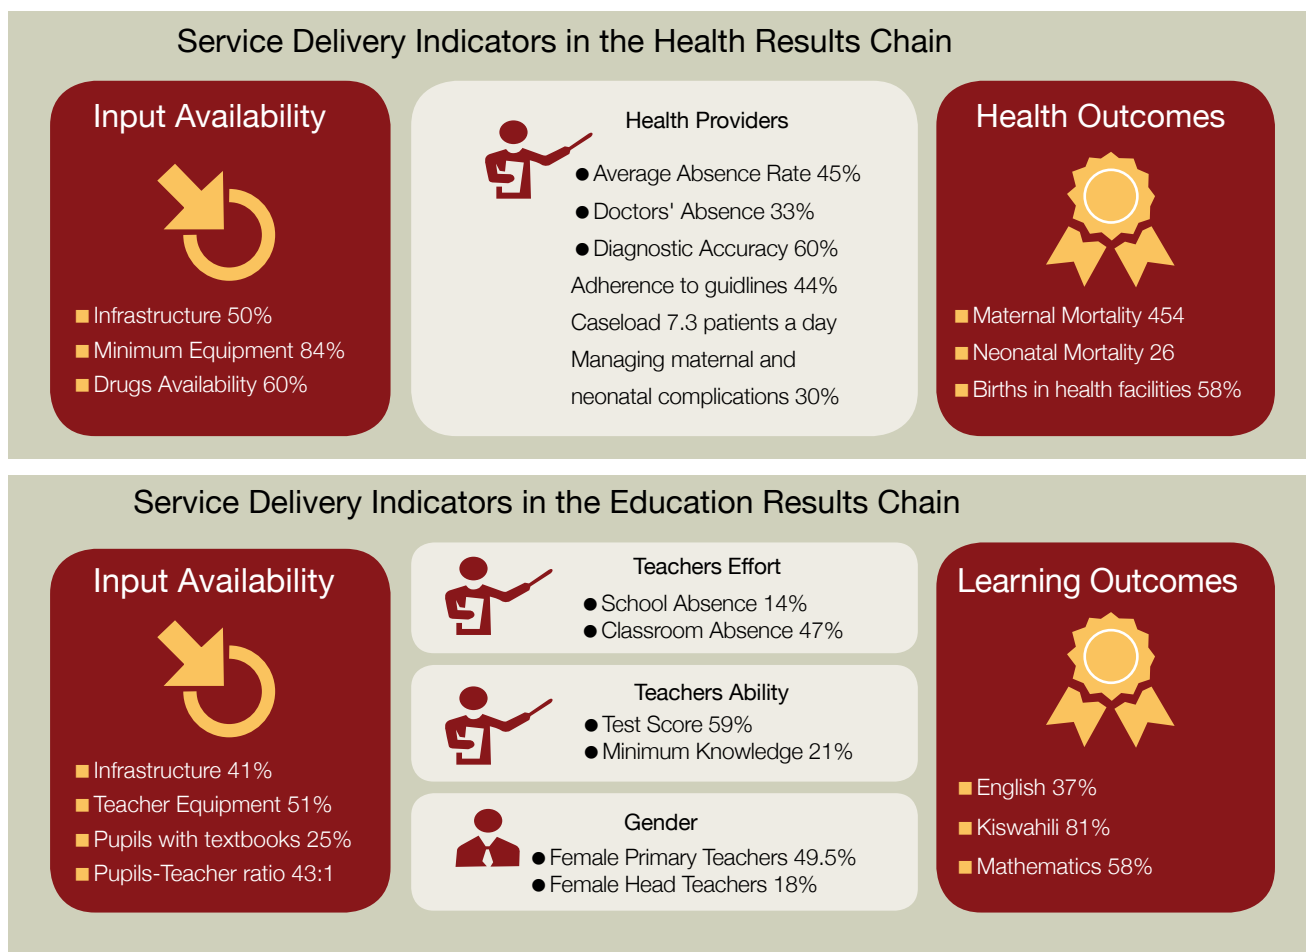 Service Delivery Indicators in the Health Results Chain
Input Availability
Infrastructure 50%
Minimum Equipment 84%
Drugs Availability 60%
Health Providers
Average Absence Rate 45%
Doctors' Absence 33%
Diagnostic Accuracy 60%
Adherence to guidlines 44%
Caseload 7.3 patients a day
Managing maternal and
neonatal complications 30%
Health Outcomes
Maternal Mortality 454
Neonatal Mortality 26
Births in health facilities 58%
Service Delivery Indicators in the Education Results Chain
Input Availability
Infrastructure 41%
Teacher Equipment 51%
Pupils with textbooks 25%
Pupils-Teacher ratio 43:1
Teachers Effort
School Absence 14%
Classroom Absence 47%
Teachers Ability
Test Score 59%
Minimum Knowledge 21%
Gender
Female Primary Teachers 49.5%
Female Head Teachers 18%
Learning Outcomes
English 37%
Kiswahili 81%
Mathematics 58%